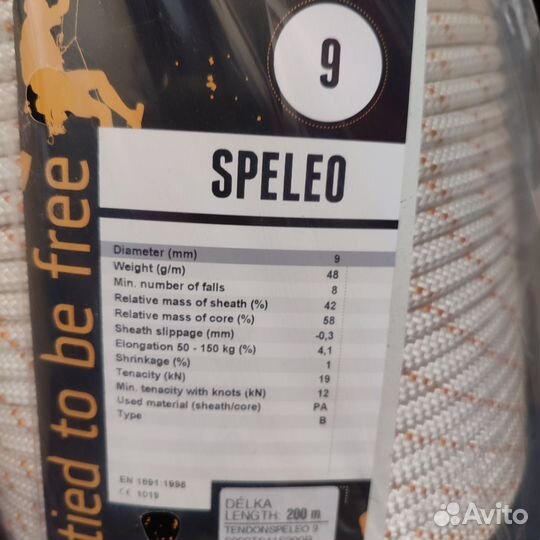 9
SPELEO
tied to be free
Diameter (mm) 9
Weight (g/m) 48
Min. number of falls 8
Relative mass of sheath (%) 42
Relative mass of core (%) 58
Sheath slippage (mm) -0,3
Elongation 50 - 150 kg (%) 4,1
Shrinkage (%) 1
Tenacity (kN) 19
Min. tenacity with knots (kN) 12
Used material (sheath/core) PA
Type B
EN 1891:1998
CE 1019
DÉLKA
LENGTH: 200 m
TENDONSPELEO 9
Avito